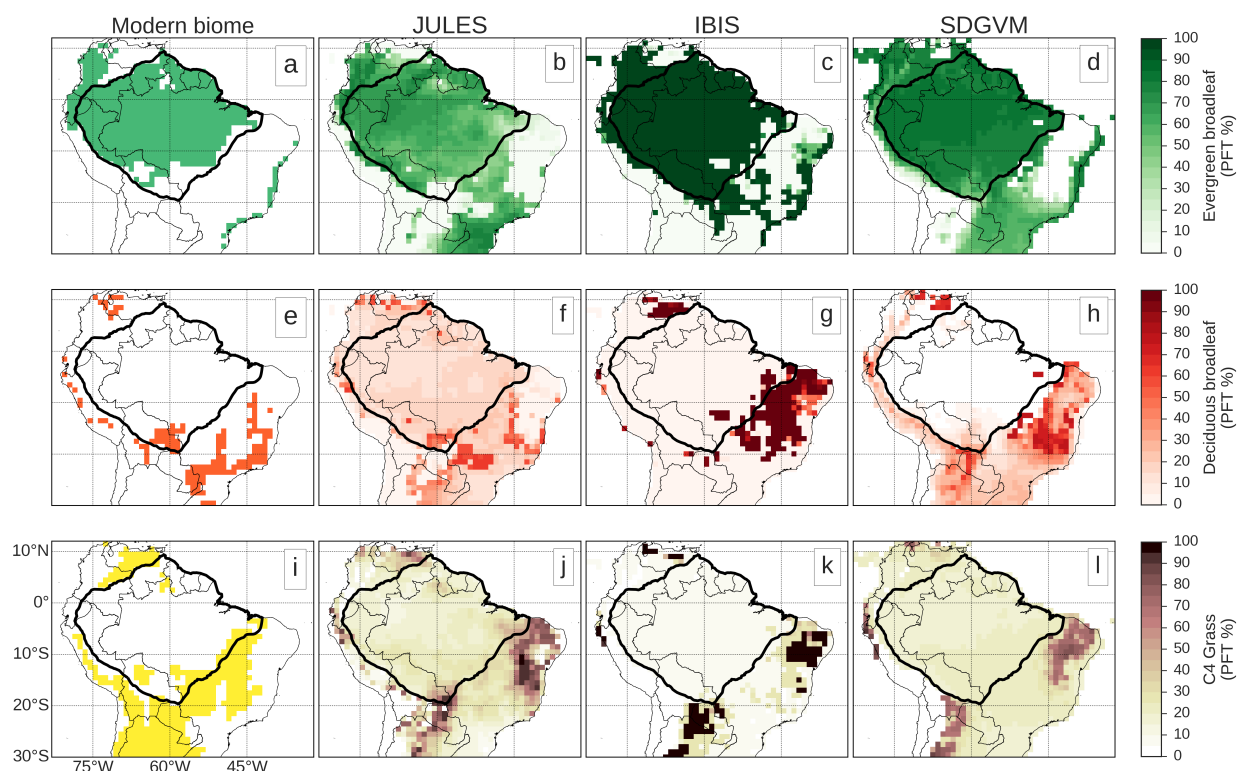 Modern biome
JULES
IBIS
SDGVM
a
b
c
d
100
90
80
70
60
50
40
30
20
10
0
Evergreen broadleaf
(PFT %)
e
f
g
h
100
90
80
70
60
50
40
30
20
10
0
Deciduous broadleaf
(PFT %)
10°N
0°
10°S
20°S
30°S
75°W
60°W
45°W
i
j
k
l
100
90
80
70
60
50
40
30
20
10
0
C4 Grass
(PFT %)